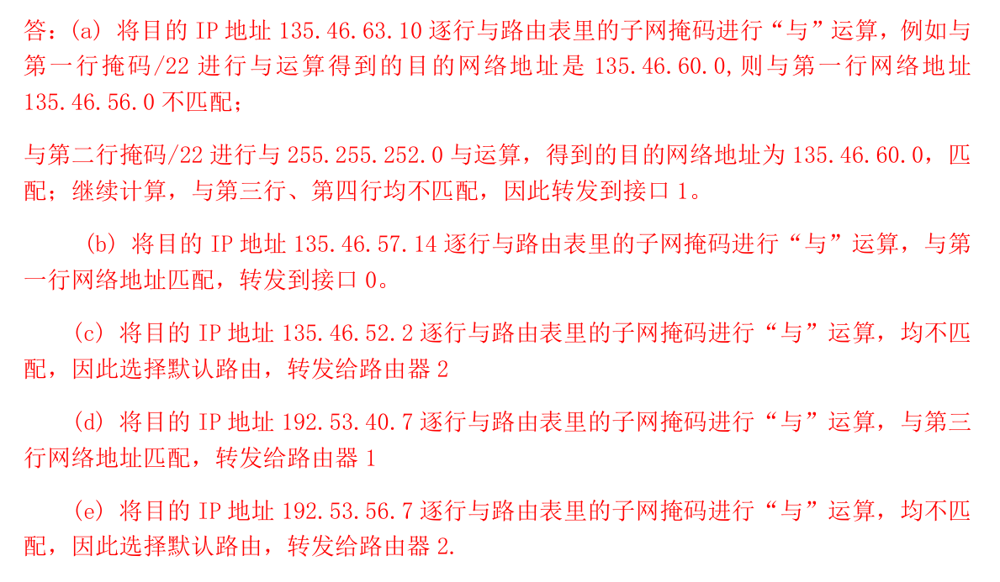 答：(a) 将目的 IP 地址 135.46.63.10 逐行与路由表里的子网掩码进行“与”运算，例如与
第一行掩码/22 进行与运算得到的目的网络地址是 135.46.60.0,则与第一行网络地址
135.46.56.0 不匹配；
与第二行掩码/22 进行与 255.255.252.0 与运算，得到的目的网络地址为 135.46.60.0，匹
配；继续计算，与第三行、第四行均不匹配，因此转发到接口 1。
(b) 将目的 IP 地址 135.46.57.14 逐行与路由表里的子网掩码进行“与”运算，与第
一行网络地址匹配，转发到接口 0。
(c) 将目的 IP 地址 135.46.52.2 逐行与路由表里的子网掩码进行“与”运算，均不匹
配，因此选择默认路由，转发给路由器 2
(d) 将目的 IP 地址 192.53.40.7 逐行与路由表里的子网掩码进行“与”运算，与第三
行网络地址匹配，转发给路由器 1
(e) 将目的 IP 地址 192.53.56.7 逐行与路由表里的子网掩码进行“与”运算，均不匹
配，因此选择默认路由，转发给路由器 2.